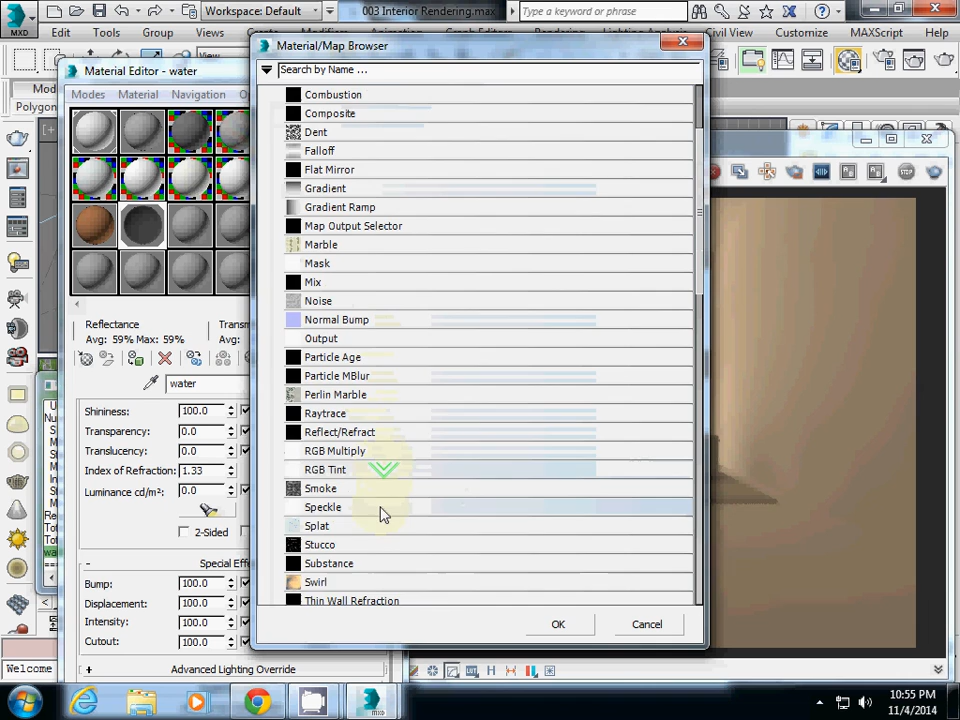 Workspace: Default
003 Interior Rendering.max
Type a keyword or phrase
MXD
Edit
Tools
Group
Views
Civil View
Customize
MAXScript
Help
Material/Map Browser
Search by Name ...
View
Material Editor - water
Modes
Material
Navigation
Polygon
Combustion
Composite
Dent
Falloff
Flat Mirror
Gradient
Gradient Ramp
Map Output Selector
Marble
Mask
Mix
Noise
Normal Bump
Output
Particle Age
Particle MBlur
Perlin Marble
Raytrace
Reflect/Refract
RGB Multiply
RGB Tint
Smoke
Speckle
Splat
Stucco
Substance
Swirl
Thin Wall Refraction
Reflectance
Avg: 59% Max: 59%
Avg:
water
Shininess: 100.0
Transparency: 0.0
Translucency: 0.0
Index of Refraction: 1.33
Luminance cd/m²: 0.0
2-Sided
Bump: 100.0
Displacement: 100.0
Intensity: 100.0
Cutout: 100.0
Advanced Lighting Override
OK
Cancel
Welcome
10:55 PM
11/4/2014